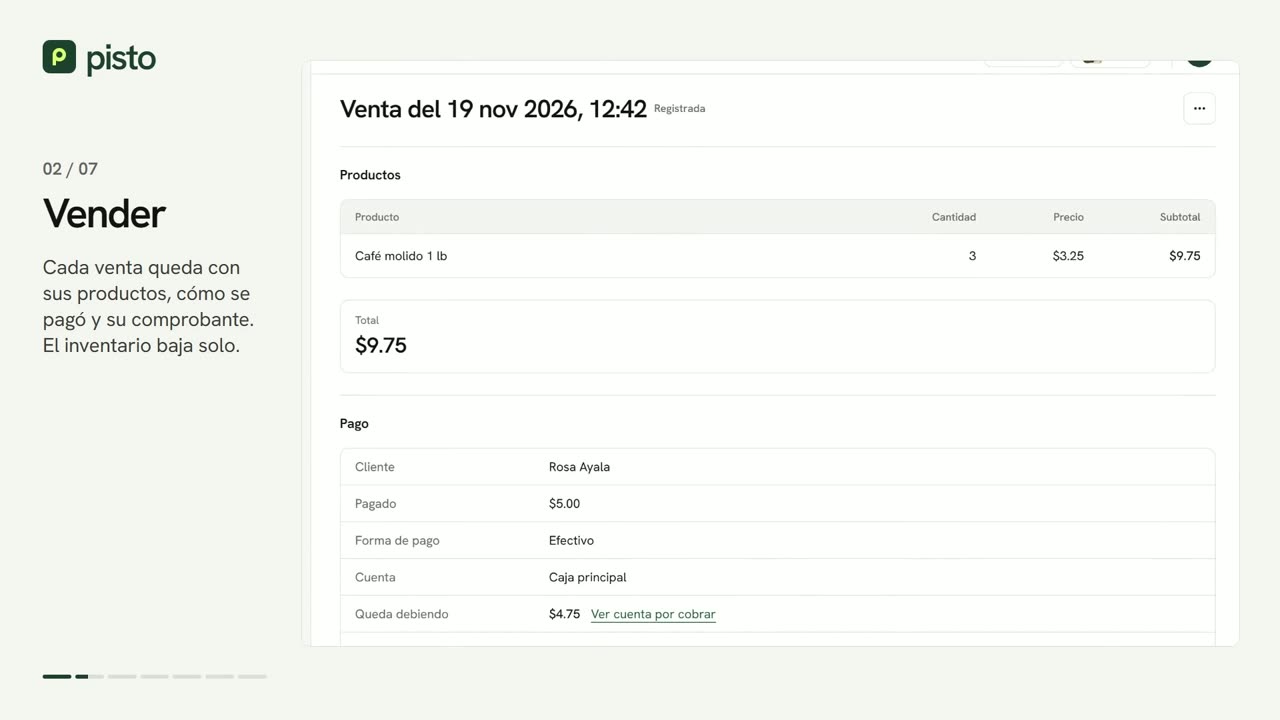 pisto
02 / 07
Vender
Cada venta queda con
sus productos, cómo se
pagó y su comprobante.
El inventario baja solo.
Venta del 19 nov 2026, 12:42 Registrada
Productos
Producto Cantidad Precio Subtotal
Café molido 1 lb 3 $3.25 $9.75
Total
$9.75
Pago
Cliente Rosa Ayala
Pagado $5.00
Forma de pago Efectivo
Cuenta Caja principal
Queda debiendo $4.75 Ver cuenta por cobrar